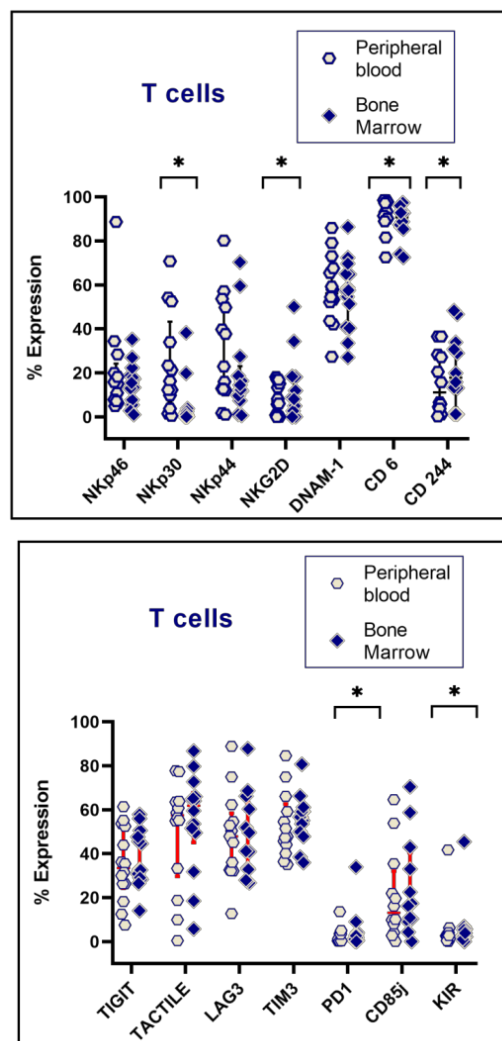 Peripheral
blood
Bone
Marrow
T cells
* * * *
100
80
60
40
20
0
% Expression
NKp46 NKp30 NKp44 NKG2D DNAM-1 CD 6 CD 244
Peripheral
blood
Bone
Marrow
T cells
* *
100
80
60
40
20
0
% Expression
TIGIT TACTILE LAG3 TIM3 PD1 CD85j KIR